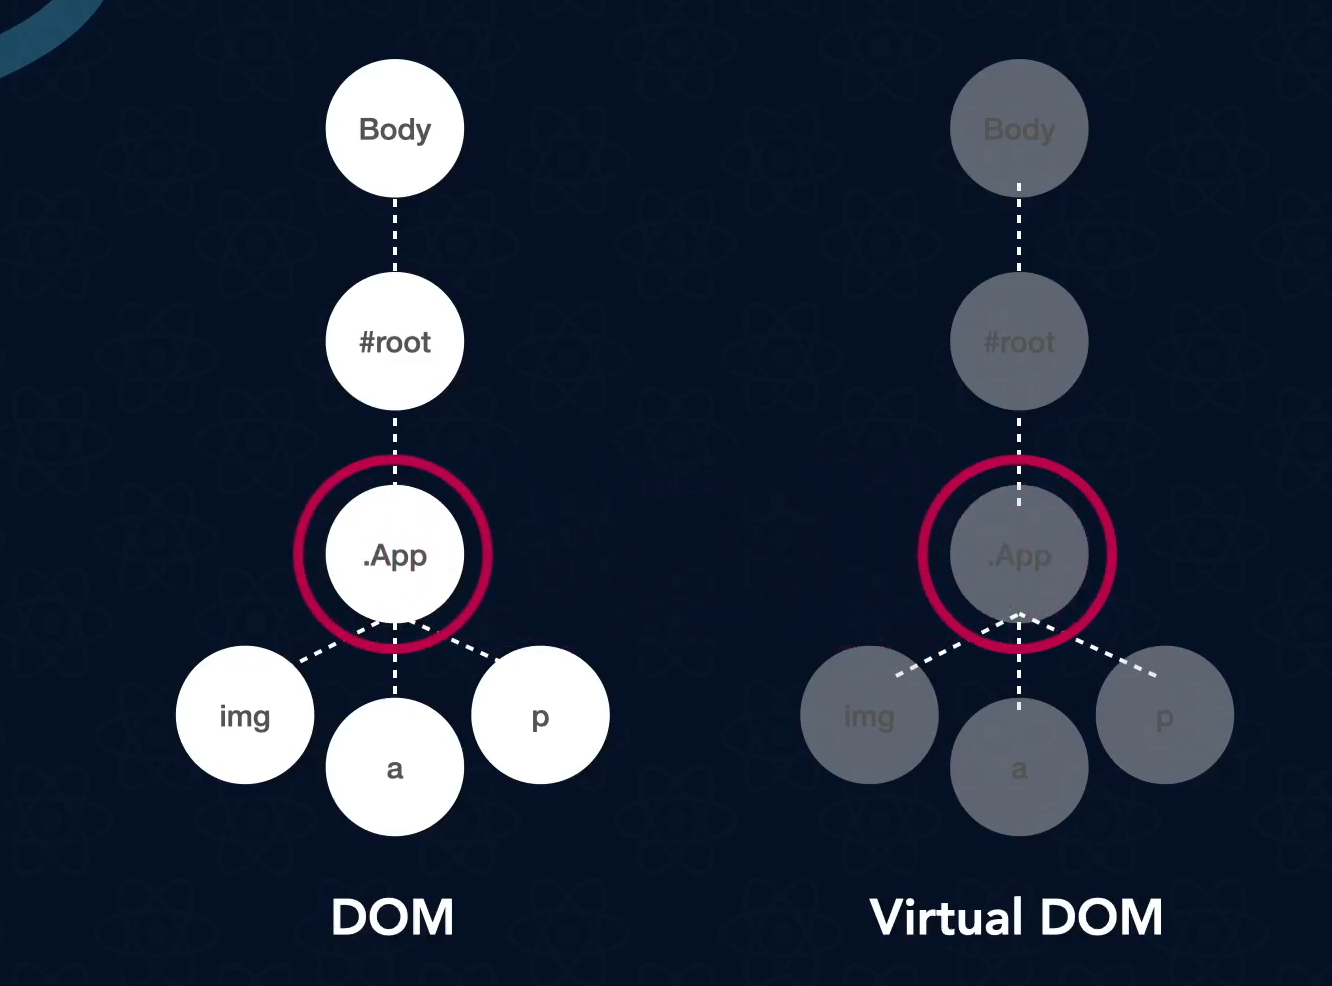 Body
#root
.App
img
a
p
DOM
Body
#root
.App
img
a
p
Virtual DOM